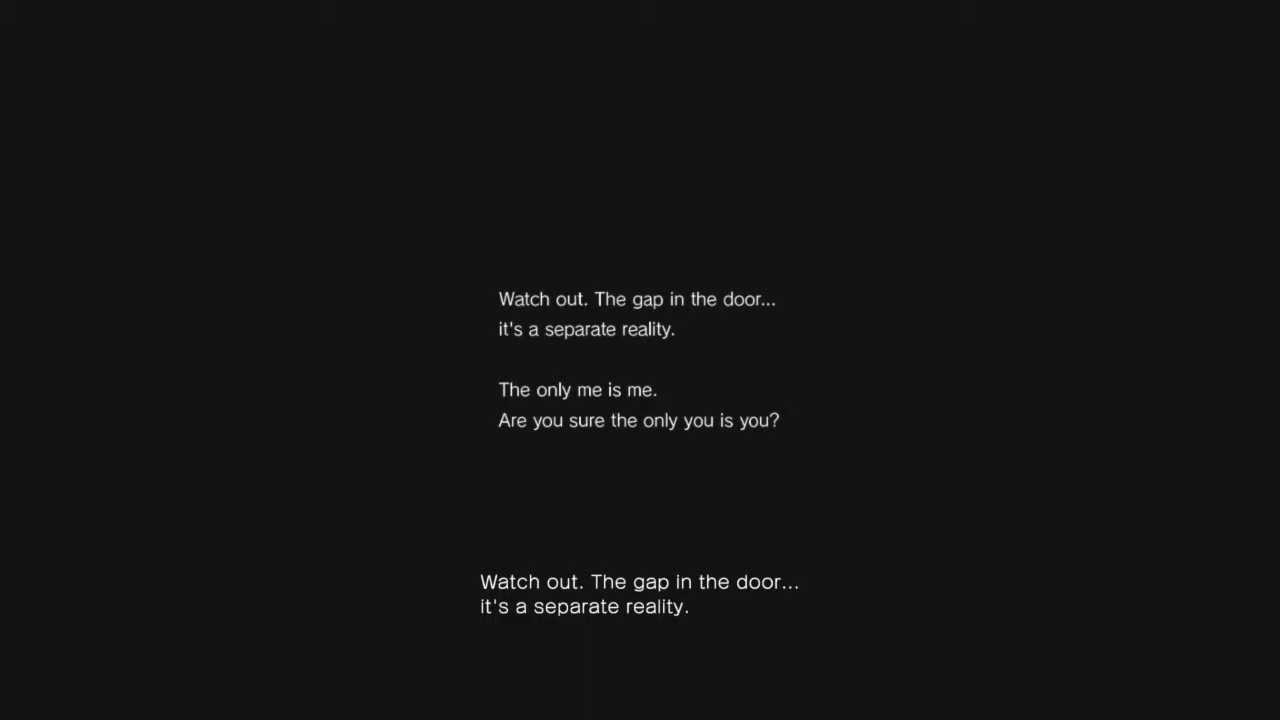 Watch out. The gap in the door...
it's a separate reality.
The only me is me.
Are you sure the only you is you?
Watch out. The gap in the door...
it's a separate reality.